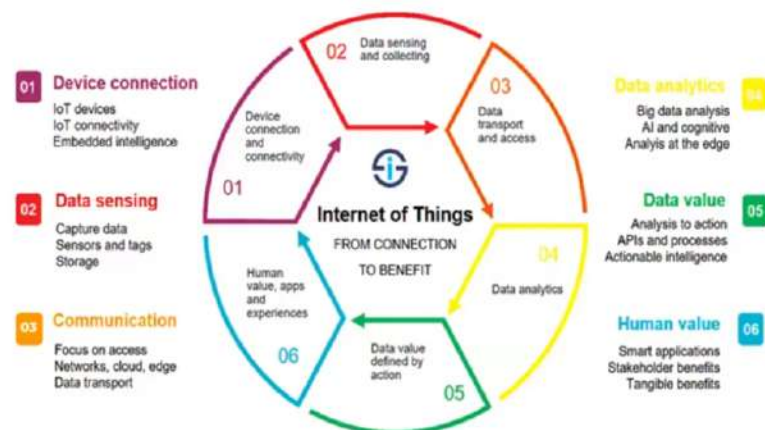 01 Device connection
IoT devices
IoT connectivity
Embedded intelligence
02 Data sensing
Capture data
Sensors and tags
Storage
03 Communication
Focus on access
Networks, cloud, edge
Data transport
Device
connection
and
connectivity
01
02
Data sensing
and collecting
03
Data
transport
and access
04
Data analytics
Data value
defined by
action
05
Human
value, apps
and
experiences
06
Internet of Things
FROM CONNECTION
TO BENEFIT
Data analytics 04
Big data analysis
AI and cognitive
Analyis at the edge
Data value 05
Analysis to action
APIs and processes
Actionable intelligence
Human value 06
Smart applications
Stakeholder benefits
Tangible benefits